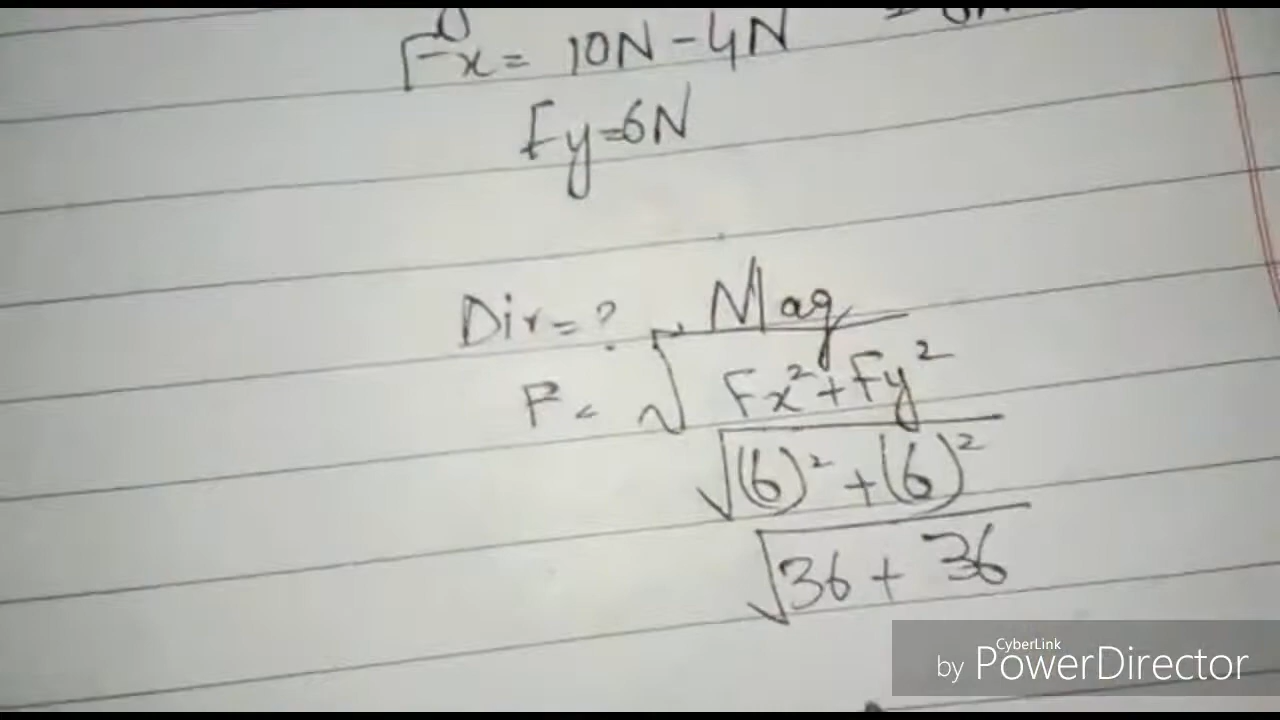 Fx = 10N - 4N
Fy=6N
Dir = ? Mag
F = √Fx²+Fy²
√(6)²+(6)²
√36+36
CyberLink
by PowerDirector